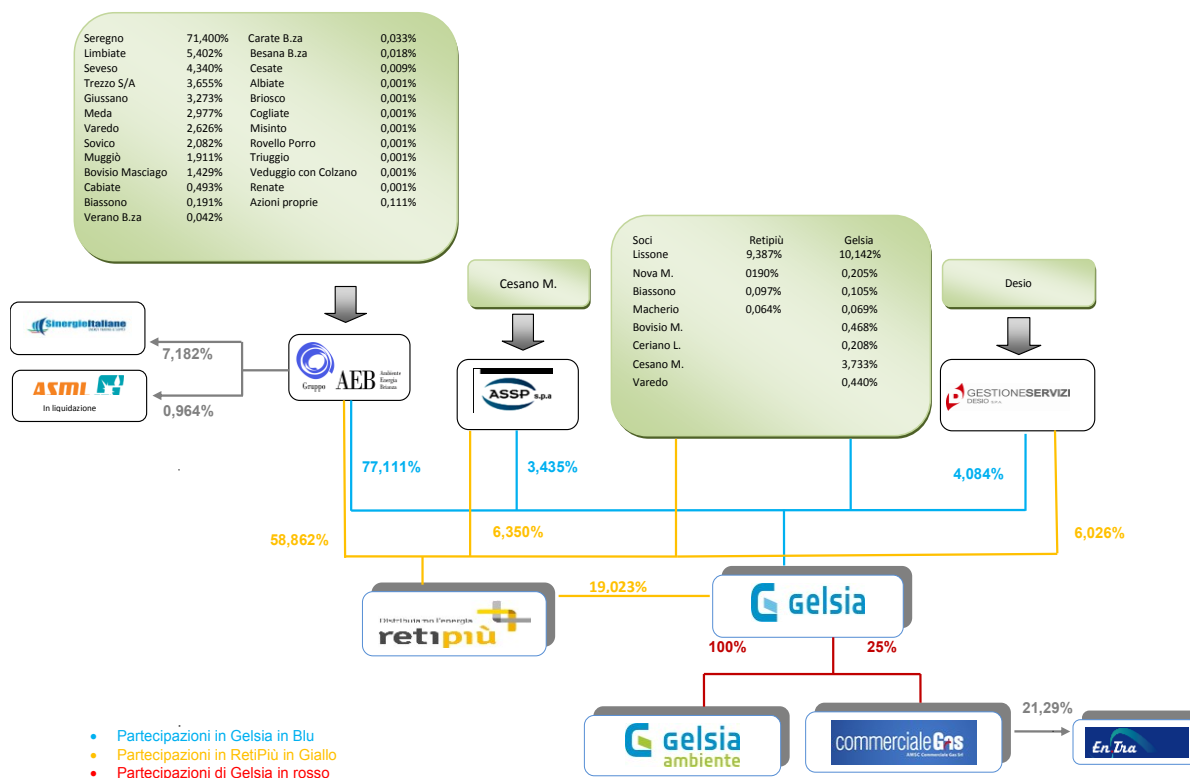 Seregno 71,400% Carate B.za 0,033%
Limbiate 5,402% Besana B.za 0,018%
Seveso 4,340% Cesate 0,009%
Trezzo S/A 3,655% Albiate 0,001%
Giussano 3,273% Briosco 0,001%
Meda 2,977% Cogliate 0,001%
Varedo 2,626% Misinto 0,001%
Sovico 2,082% Rovello Porro 0,001%
Muggiò 1,911% Triuggio 0,001%
Bovisio Masciago 1,429% Veduggio con Colzano 0,001%
Cabiate 0,493% Renate 0,001%
Biassono 0,191% Azioni proprie 0,111%
Verano B.za 0,042%
Cesano M.
Soci Retipiù Gelsia
Lissone 9,387% 10,142%
Nova M. 0190% 0,205%
Biassono 0,097% 0,105%
Macherio 0,064% 0,069%
Bovisio M. 0,468%
Ceriano L. 0,208%
Cesano M. 3,733%
Varedo 0,440%
Desio
SinergieItaliane
7,182%
ASML
In liquidazione
0,964%
Gruppo AEB Ambiente Energia Brianza
ASSP s.p.a
GESTIONESERVIZI
DESIO s.p.a.
77,111%
3,435%
4,084%
58,862%
6,350%
6,026%
19,023%
Distribuiamo l'energia
retipiù
Gelsia
100%
25%
Gelsia
ambiente
commercialeGas
AMSC Commerciale Gas Srl
21,29%
EnTra
• Partecipazioni in Gelsia in Blu
• Partecipazioni in RetiPiù in Giallo
• Partecipazioni di Gelsia in rosso